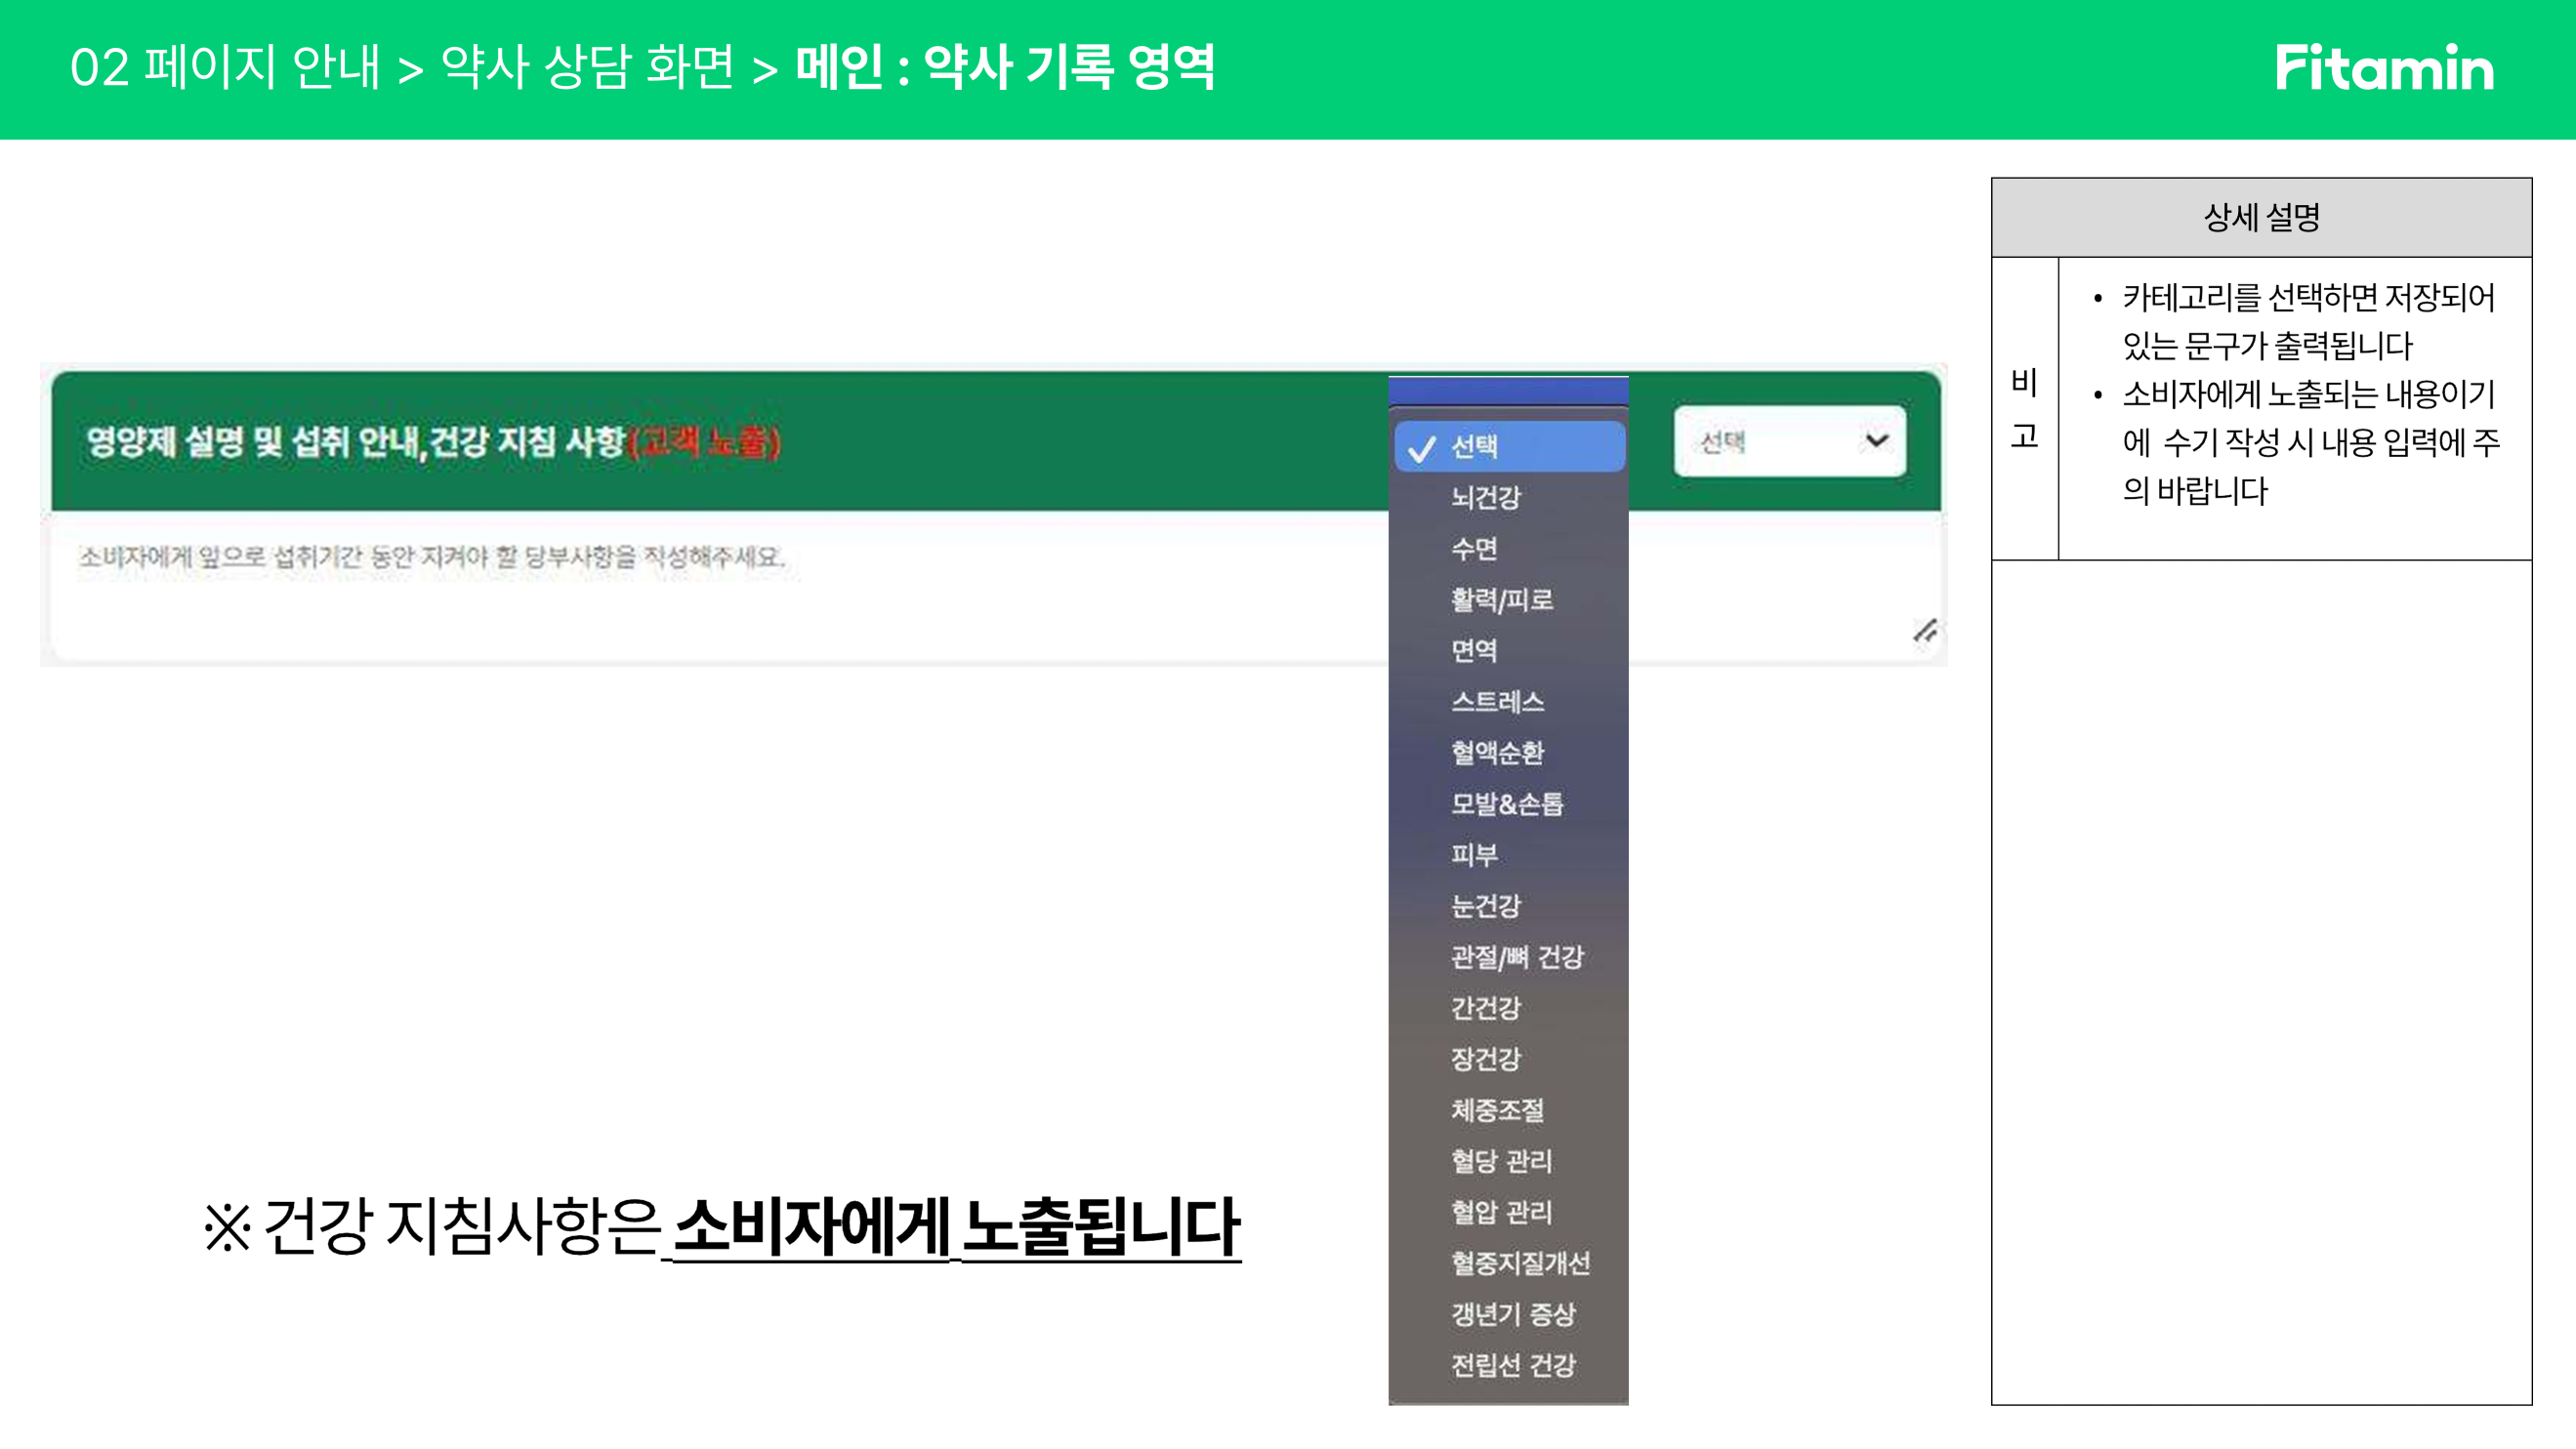 02 페이지 안내 > 약사 상담 화면 > 메인 : 약사 기록 영역
Fitamin
영양제 설명 및 섭취 안내,건강 지침 사항(고객 노출)
선택
소비자에게 앞으로 섭취기간 동안 지켜야 할 당부사항을 작성해주세요.
선택
뇌건강
수면
활력/피로
면역
스트레스
혈액순환
모발&손톱
피부
눈건강
관절/뼈 건강
간건강
장건강
체중조절
혈당 관리
혈압 관리
혈중지질개선
갱년기 증상
전립선 건강
※ 건강 지침사항은 소비자에게 노출됩니다
상세 설명
비
고
• 카테고리를 선택하면 저장되어
있는 문구가 출력됩니다
• 소비자에게 노출되는 내용이기
에 수기 작성 시 내용 입력에 주
의 바랍니다